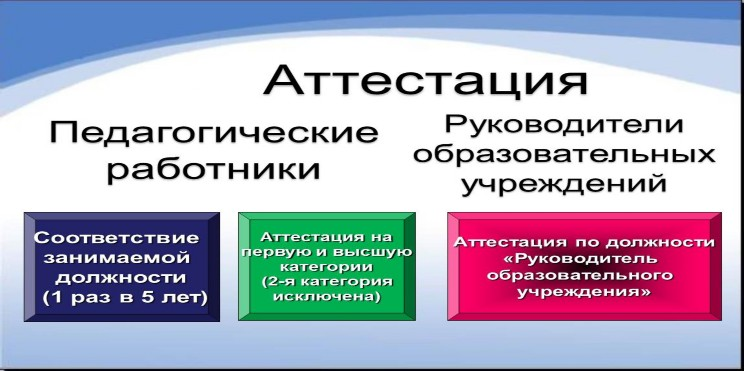 Аттестация
Педагогические
работники
Руководители
образовательных
учреждений
Соответствие
занимаемой
должности
(1 раз в 5 лет)
Аттестация на
первую и высшую
категории
(2-я категория
исключена)
Аттестация по должности
«Руководитель
образовательного
учреждения»